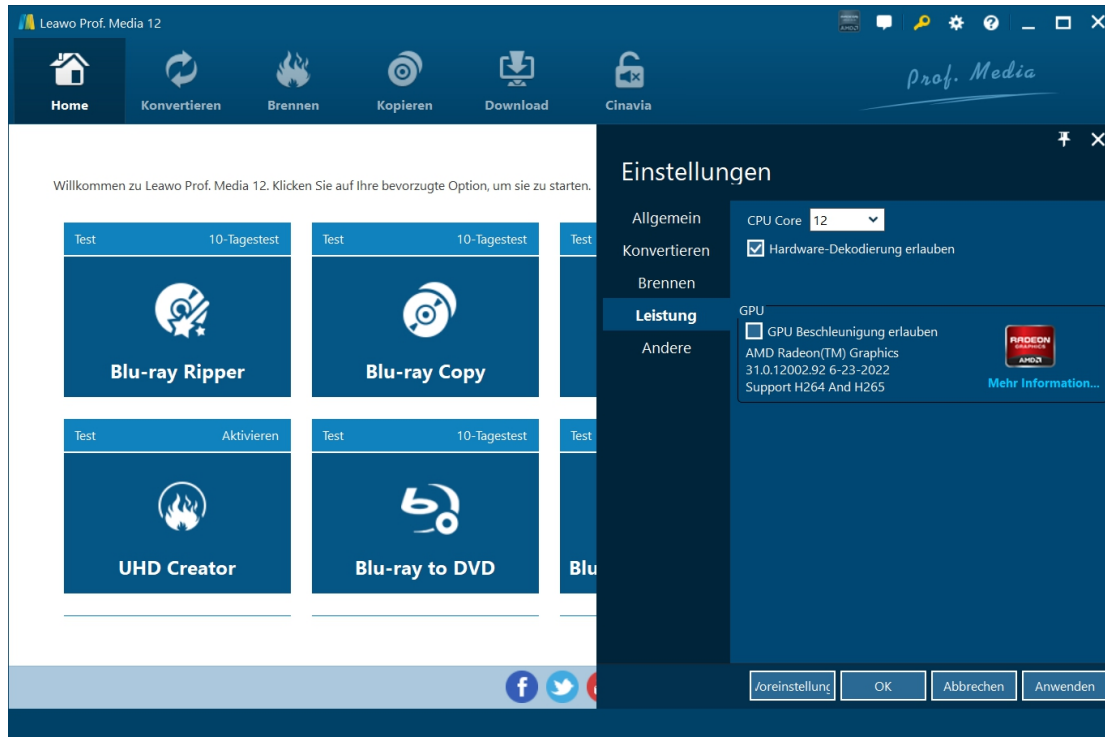 Leawo Prof. Media 12
Home
Konvertieren
Brennen
Kopieren
Download
Cinavia
Prof. Media
Willkommen zu Leawo Prof. Media 12. Klicken Sie auf Ihre bevorzugte Option, um sie zu starten.
Test 10-Tagestest
Blu-ray Ripper
Test 10-Tagestest
Blu-ray Copy
Test
Test Aktivieren
UHD Creator
Test 10-Tagestest
Blu-ray to DVD
Test
Blu
Einstellungen
Allgemein
Konvertieren
Brennen
Leistung
Andere
CPU Core 12
Hardware-Dekodierung erlauben
GPU
GPU Beschleunigung erlauben
AMD Radeon(TM) Graphics
31.0.12002.92 6-23-2022
Support H264 And H265
RADEON
GRAPHICS
AMD
Mehr Information...
OK
Abbrechen
Anwenden